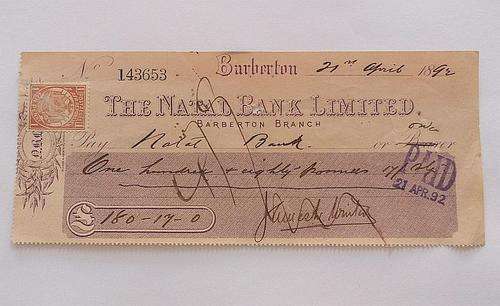 No 143653 Barberton 21st April 1892
THE NATAL BANK LIMITED.
BARBERTON BRANCH
Pay Natal Bank. or
One hundred & eighty pounds 17/-
PAID
21 APR. 92
£ 180-17-0